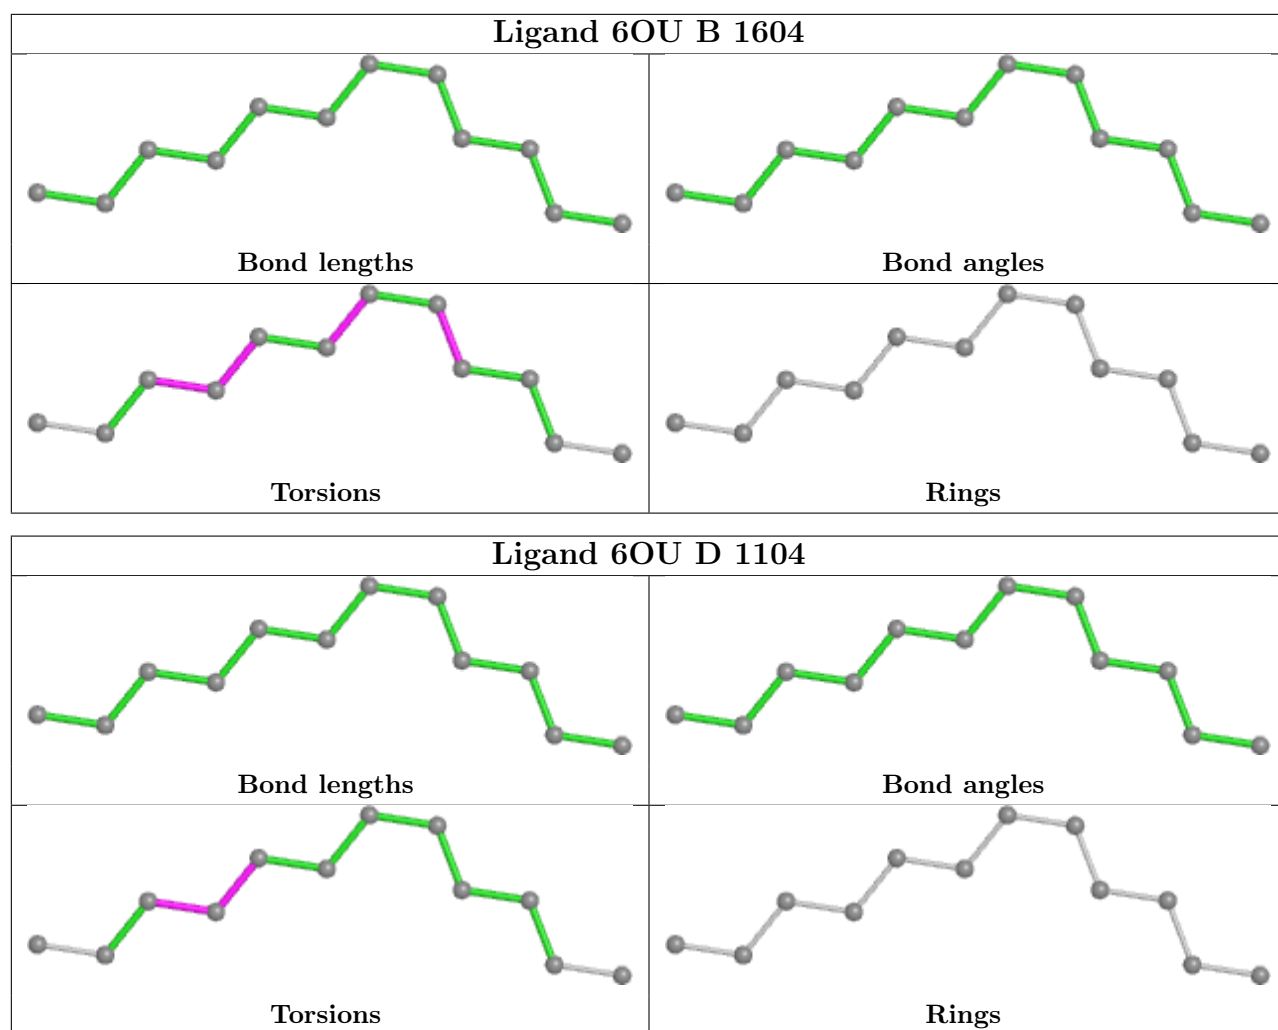 Ligand 6OU B 1604
Bond lengths
Bond angles
Torsions
Rings
Ligand 6OU D 1104
Bond lengths
Bond angles
Torsions
Rings